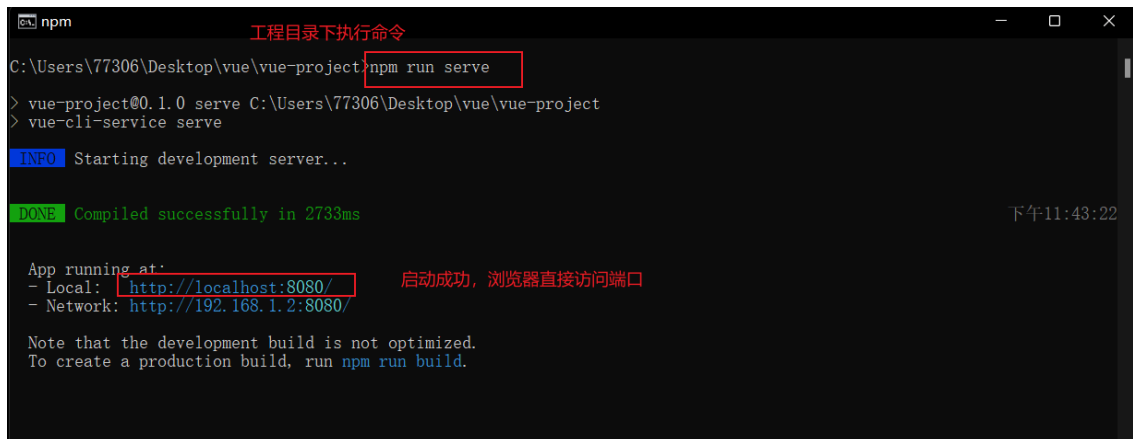 npm
工程目录下执行命令
C:\Users\77306\Desktop\vue\vue-project>npm run serve
> vue-project@0.1.0 serve C:\Users\77306\Desktop\vue\vue-project
> vue-cli-service serve
INFO Starting development server...
DONE Compiled successfully in 2733ms 下午11:43:22
App running at:
- Local: http://localhost:8080/ 启动成功，浏览器直接访问端口
- Network: http://192.168.1.2:8080/
Note that the development build is not optimized.
To create a production build, run npm run build.